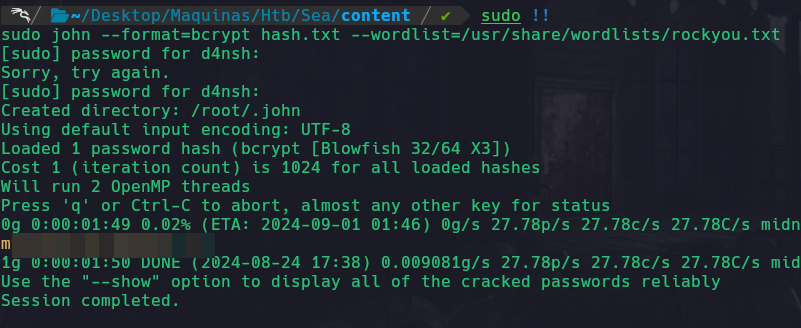 ~/Desktop/Maquinas/Htb/Sea/content / ✔ sudo !!
sudo john --format=bcrypt hash.txt --wordlist=/usr/share/wordlists/rockyou.txt
[sudo] password for d4nsh:
Sorry, try again.
[sudo] password for d4nsh:
Created directory: /root/.john
Using default input encoding: UTF-8
Loaded 1 password hash (bcrypt [Blowfish 32/64 X3])
Cost 1 (iteration count) is 1024 for all loaded hashes
Will run 2 OpenMP threads
Press 'q' or Ctrl-C to abort, almost any other key for status
0g 0:00:01:49 0.02% (ETA: 2024-09-01 01:46) 0g/s 27.78p/s 27.78c/s 27.78C/s midn
m
1g 0:00:01:50 DONE (2024-08-24 17:38) 0.009081g/s 27.78p/s 27.78c/s 27.78C/s mid
Use the "--show" option to display all of the cracked passwords reliably
Session completed.